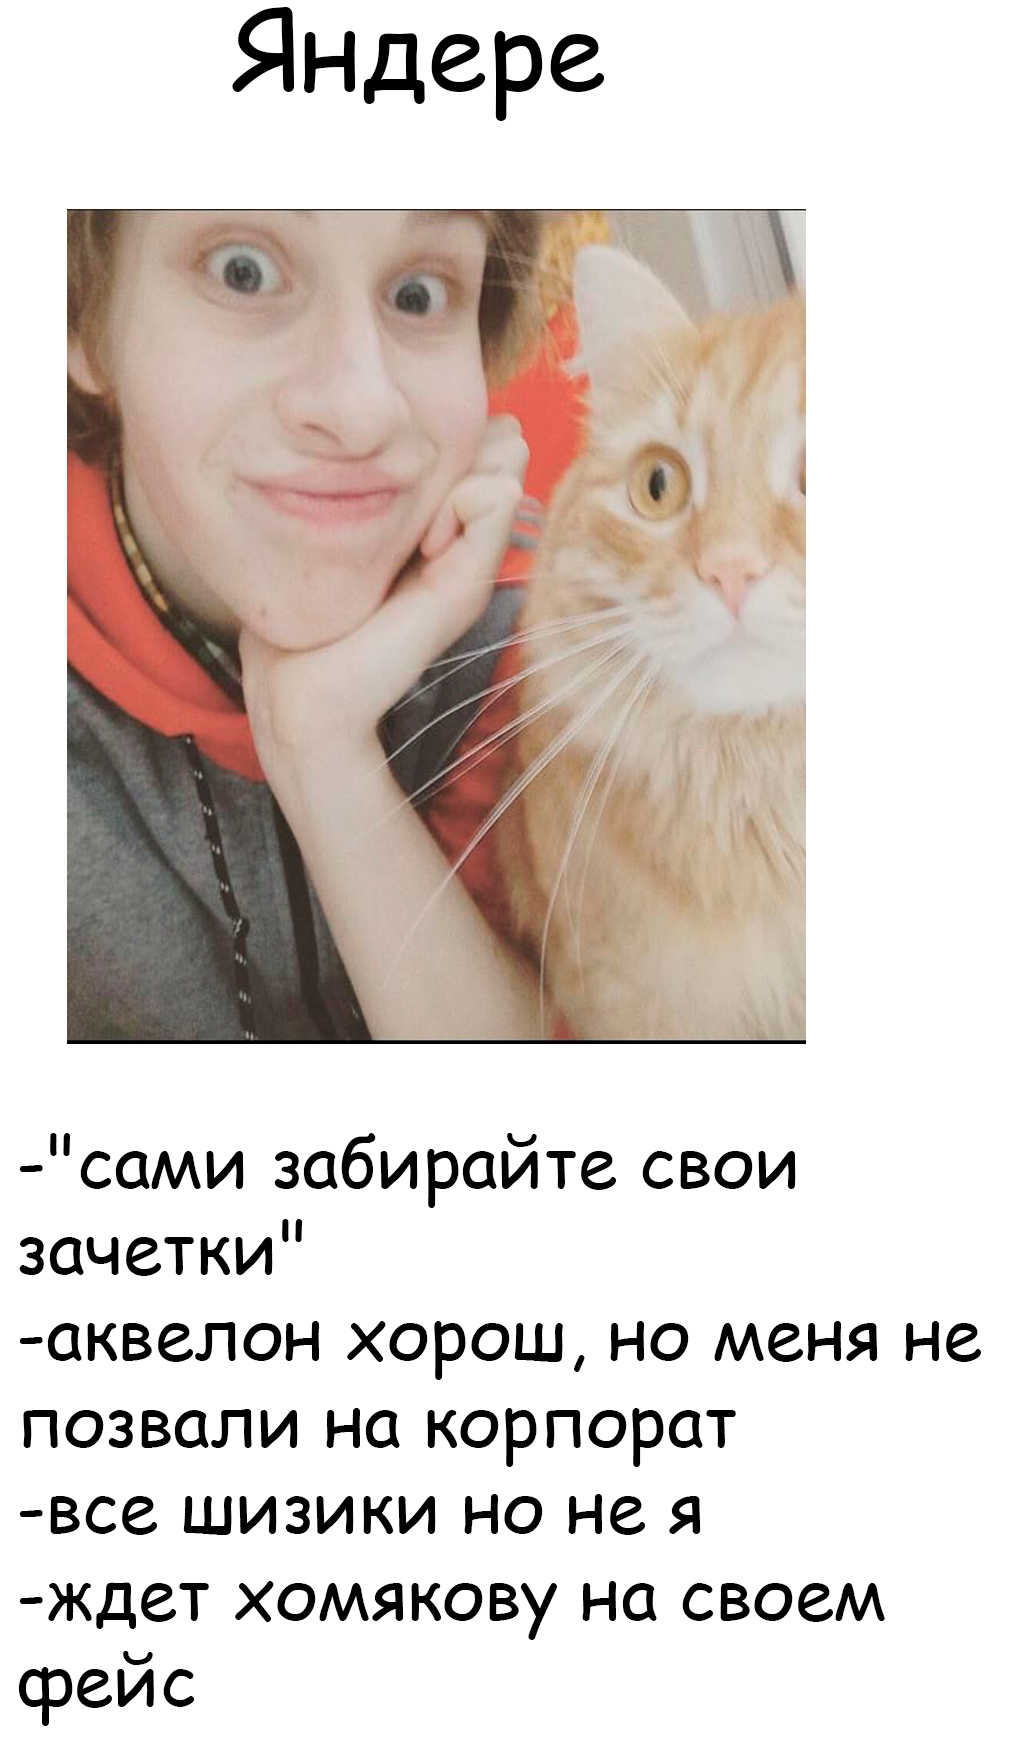 Яндере
-"сами забирайте свои
зачетки"
-аквелон хорош, но меня не
позвали на корпорат
-все шизики но не я
-ждет хомякову на своем
фейс